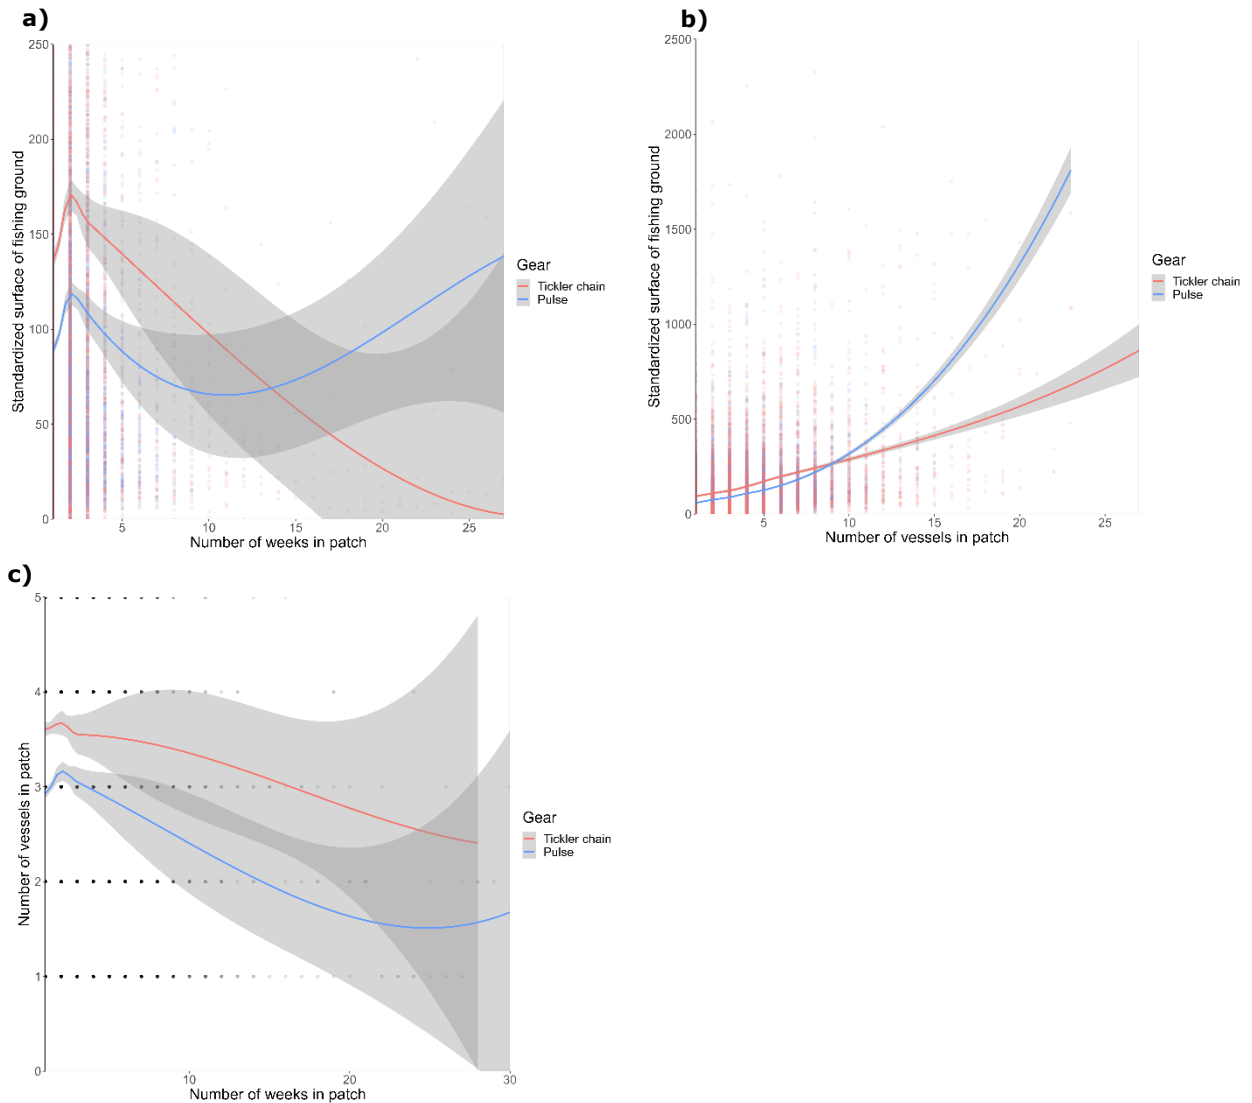 a)
250
200
150
100
50
0
Standardized surface of fishing ground
5
10
15
20
25
Number of weeks in patch
Gear
Tickler chain
Pulse
b)
2500
2000
1500
1000
500
0
Standardized surface of fishing ground
5
10
15
20
25
Number of vessels in patch
Gear
Tickler chain
Pulse
c)
5
4
3
2
1
0
Number of vessels in patch
10
20
30
Number of weeks in patch
Gear
Tickler chain
Pulse